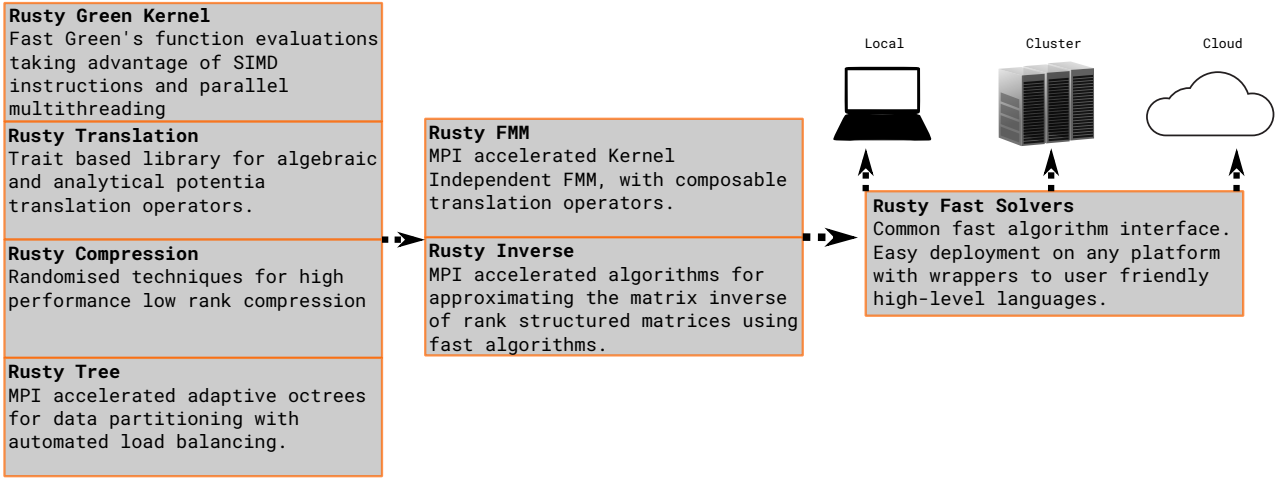 Rusty Green Kernel
Fast Green's function evaluations
taking advantage of SIMD
instructions and parallel
multithreading
Rusty Translation
Trait based library for algebraic
and analytical potentia
translation operators.
Rusty Compression
Randomised techniques for high
performance low rank compression
Rusty Tree
MPI accelerated adaptive octrees
for data partitioning with
automated load balancing.
Rusty FMM
MPI accelerated Kernel
Independent FMM, with composable
translation operators.
Rusty Inverse
MPI accelerated algorithms for
approximating the matrix inverse
of rank structured matrices using
fast algorithms.
Local
Cluster
Cloud
Rusty Fast Solvers
Common fast algorithm interface.
Easy deployment on any platform
with wrappers to user friendly
high-level languages.